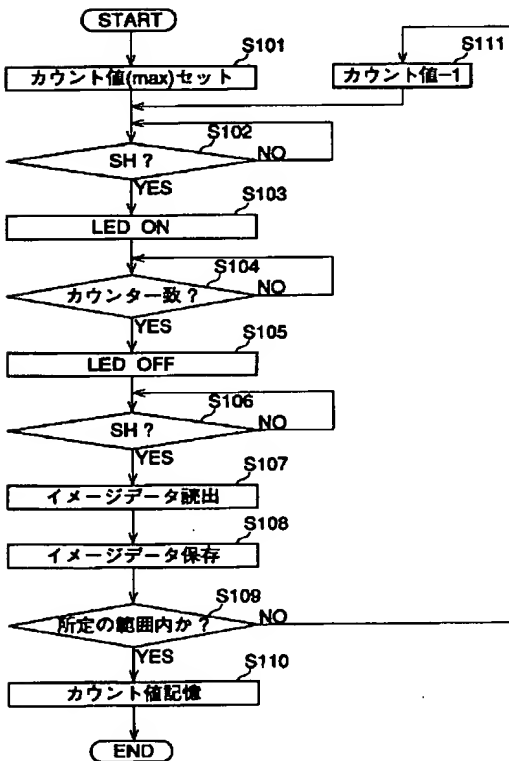 START
S101
カウント値(max)セット
S111
カウント値-1
S102
SH ?
NO
YES
S103
LED ON
S104
カウンター致 ?
NO
YES
S105
LED OFF
S106
SH ?
NO
YES
S107
イメージデータ読出
S108
イメージデータ保存
S109
所定の範囲内か ?
NO
YES
S110
カウント値記憶
END